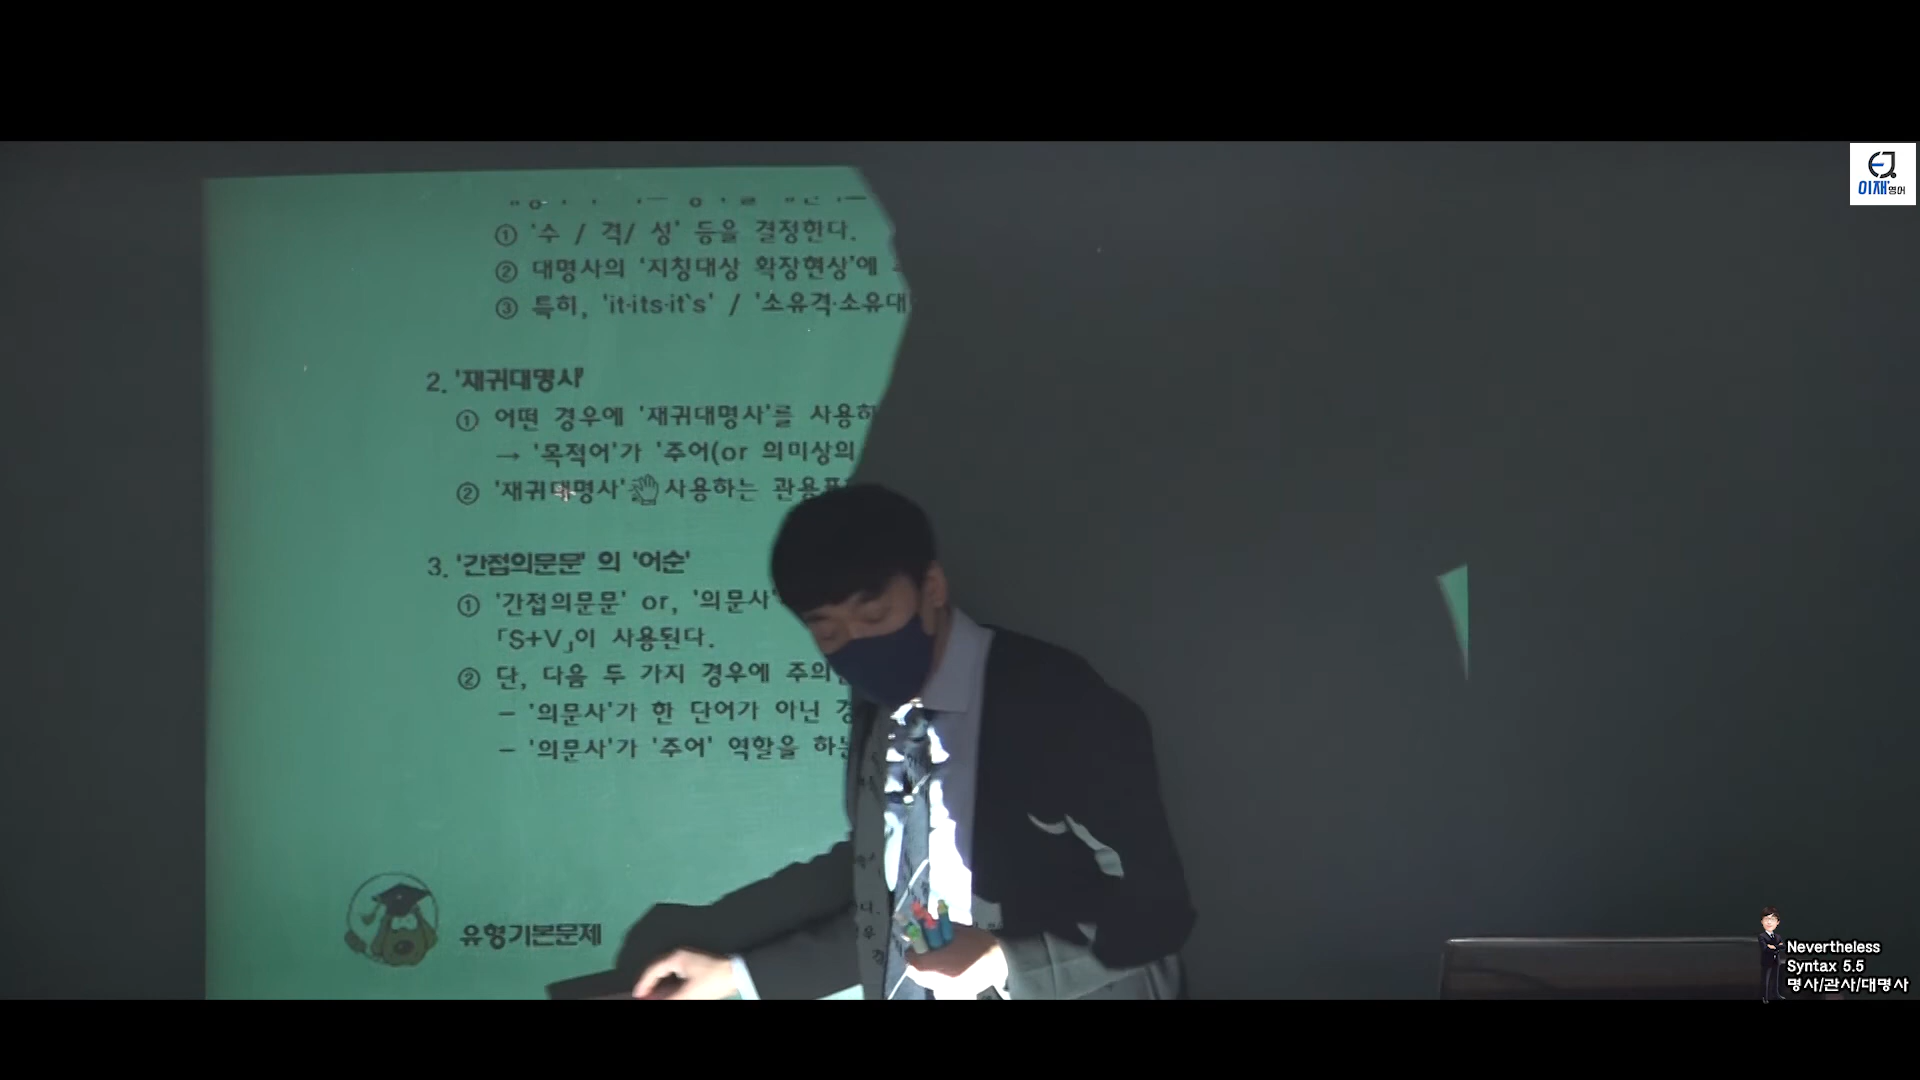 ① '수 / 격/ 성' 등을 결정한다.
② 대명사의 '지칭대상 확장현상'에
③ 특히, 'it·its·it`s' / '소유격·소유대
2. '재귀대명사'
① 어떤 경우에 '재귀대명사'를 사용하
→ '목적어'가 '주어(or 의미상의
② '재귀대명사' 사용하는 관용표
3. '간접의문문' 의 '어순'
① '간접의문문' or, '의문사'
「S+V」이 사용된다.
② 단, 다음 두 가지 경우에 주의
– '의문사'가 한 단어가 아닌 경
– '의문사'가 '주어' 역할을 하는
유형기본문제
EJ
이재영어
Nevertheless
Syntax 5.5
명사/관사/대명사